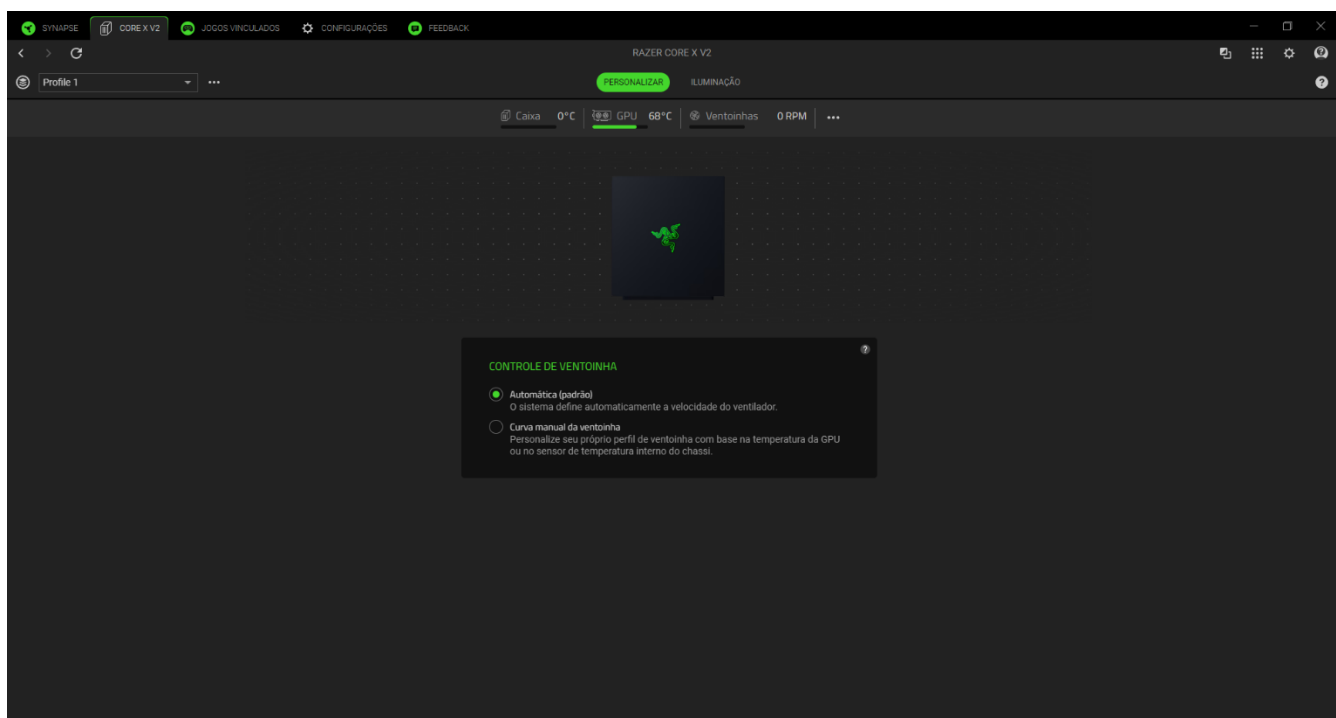 SYNAPSE CORE X V2 JOGOS VINCULADOS CONFIGURAÇÕES FEEDBACK
RAZER CORE X V2
Profile 1 PERSONALIZAR ILUMINAÇÃO
Caixa 0°C GPU 68°C Ventoinhas 0 RPM
CONTROLE DE VENTOINHA
Automática (padrão)
O sistema define automaticamente a velocidade do ventilador.
Curva manual da ventoinha
Personalize seu próprio perfil de ventoinha com base na temperatura da GPU
ou no sensor de temperatura interno do chassi.